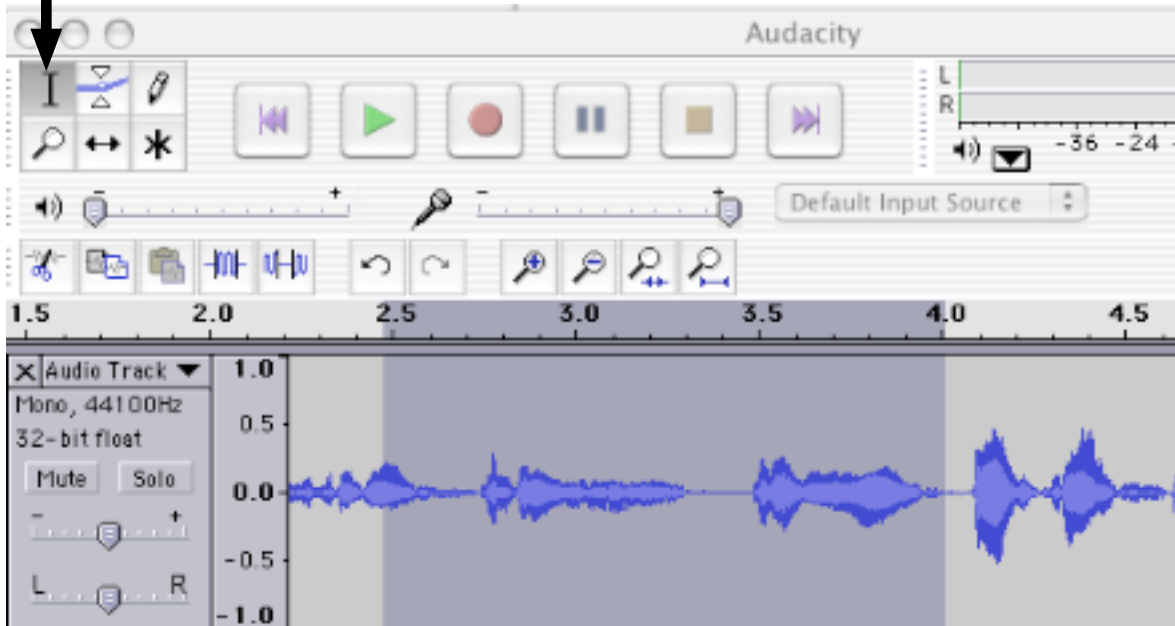 Audacity
L
R
-36 -24
- +
- +
Default Input Source
1.5 2.0 2.5 3.0 3.5 4.0 4.5
Audio Track
Mono, 44100Hz
32-bit float
Mute Solo
- +
L R
1.0
0.5
0.0
-0.5
-1.0